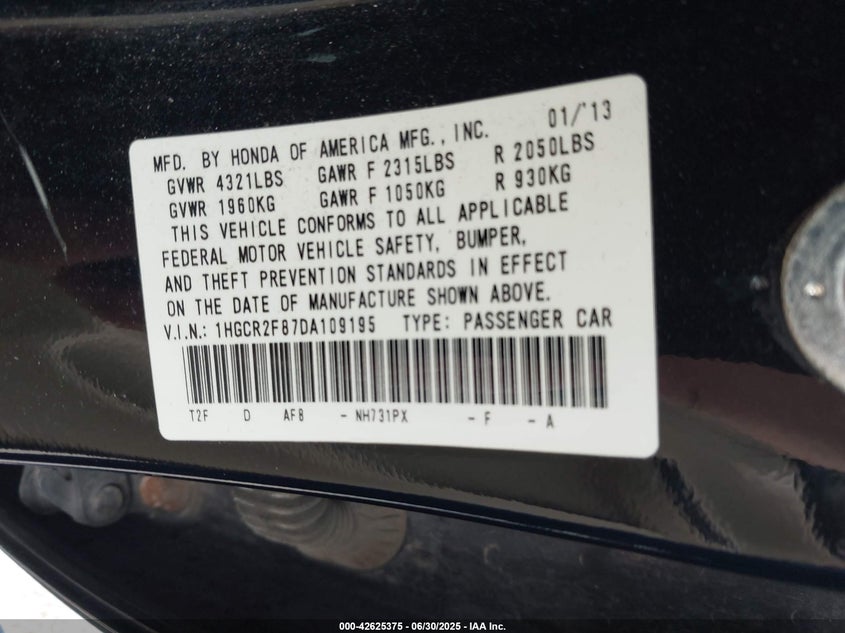 MFD. BY HONDA OF AMERICA MFG., INC. 01/'13
GVWR 4321LBS GAWR F 2315LBS R 2050LBS
GVWR 1960KG GAWR F 1050KG R 930KG
THIS VEHICLE CONFORMS TO ALL APPLICABLE
FEDERAL MOTOR VEHICLE SAFETY, BUMPER,
AND THEFT PREVENTION STANDARDS IN EFFECT
ON THE DATE OF MANUFACTURE SHOWN ABOVE.
V.I.N.: 1HGCR2F87DA109195 TYPE: PASSENGER CAR
T2F D AF8 - NH731PX - F - A
000-42625375 - 06/30/2025 - IAA Inc.